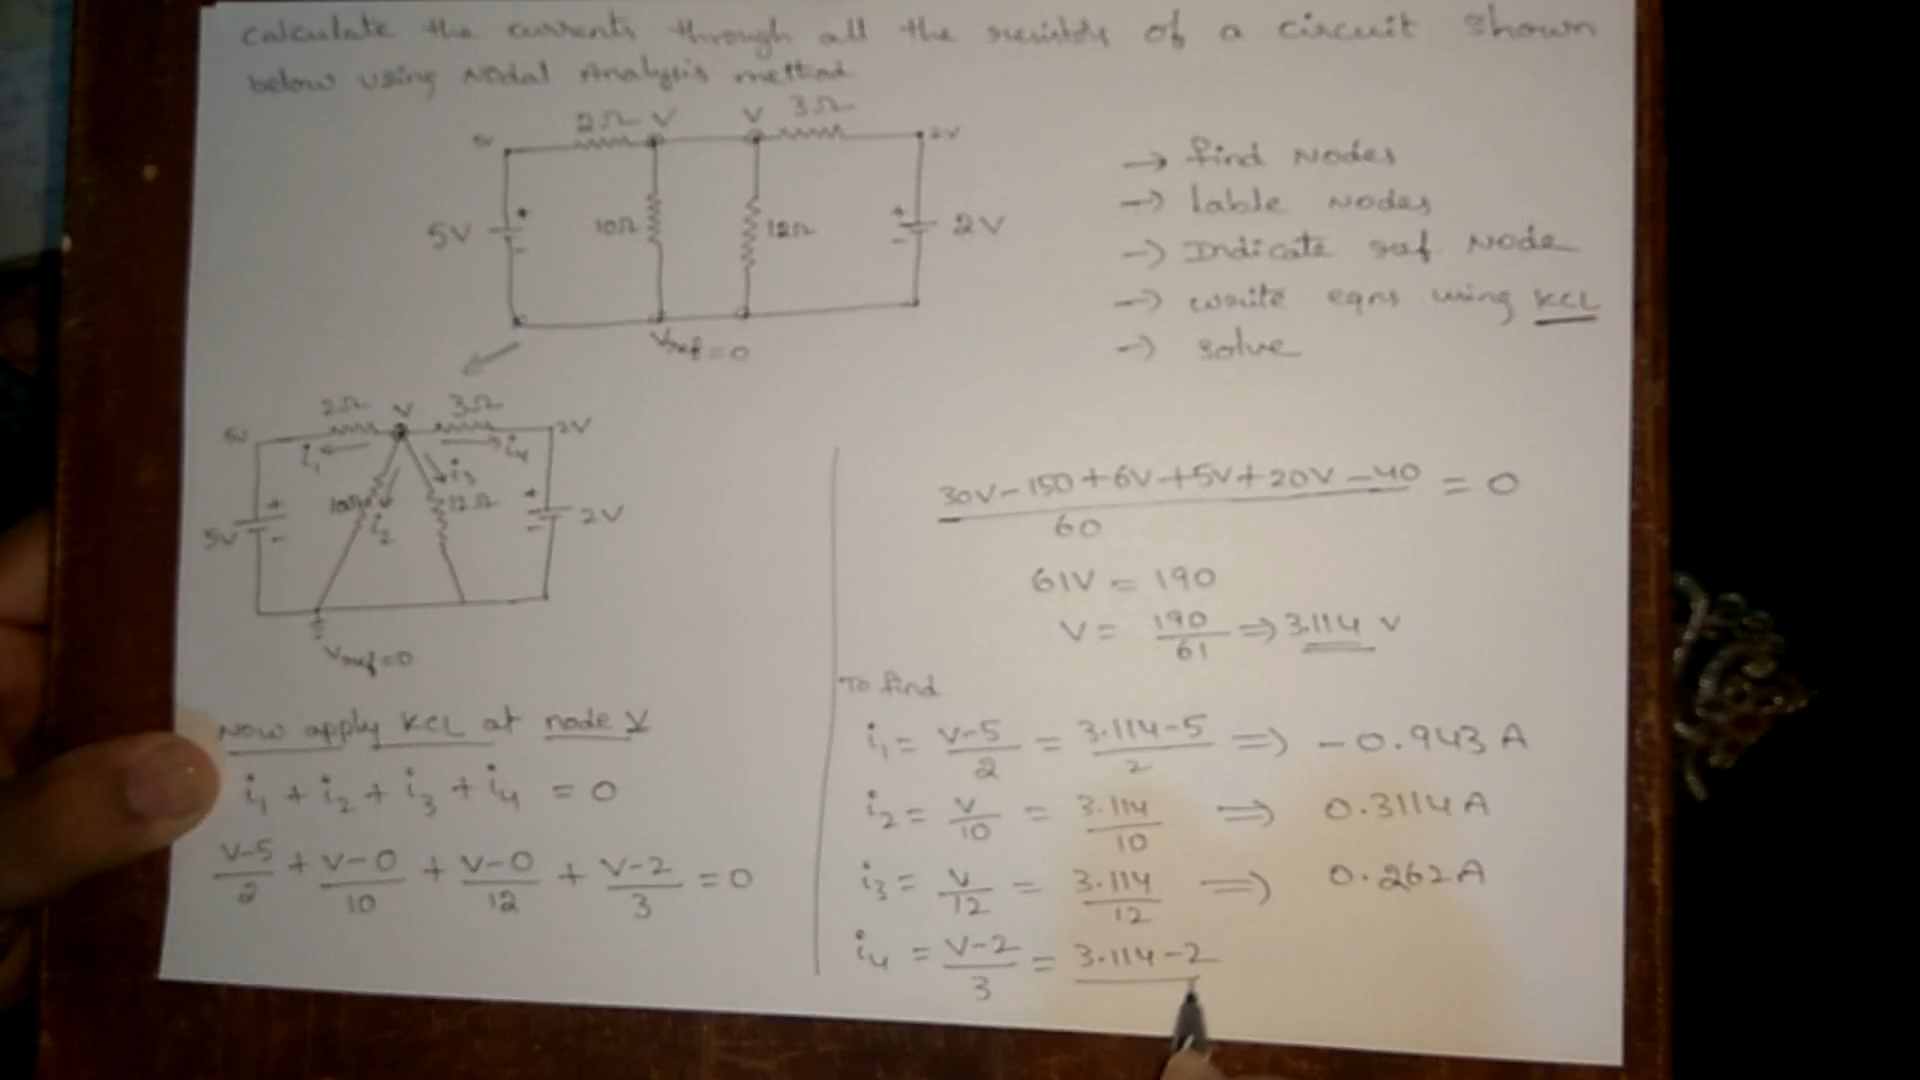 calculate the currents through all the resistors of a circuit shown
below using Nodal Analysis method
2Ω V V 3Ω
5V 2V
5V 10Ω 12Ω 2V
+ - + -
Vref=0
→ find Nodes
→ lable nodes
→ Indicate ref Node
→ write eqns using KCL
→ solve
2Ω V 3Ω
5V 2V
i1 i4
i3
10Ω 12Ω
i2
5V + - + - 2V
Vref=0
Now apply KCL at node V
i1 + i2 + i3 + i4 = 0
V-5/2 + V-0/10 + V-0/12 + V-2/3 = 0
30V-150+6V+5V+20V-40/60 = 0
61V = 190
V = 190/61 ⇒ 3.114 V
To find
i1 = V-5/2 = 3.114-5/2 ⇒ -0.943 A
i2 = V/10 = 3.114/10 ⇒ 0.3114 A
i3 = V/12 = 3.114/12 ⇒ 0.262 A
i4 = V-2/3 = 3.114-2